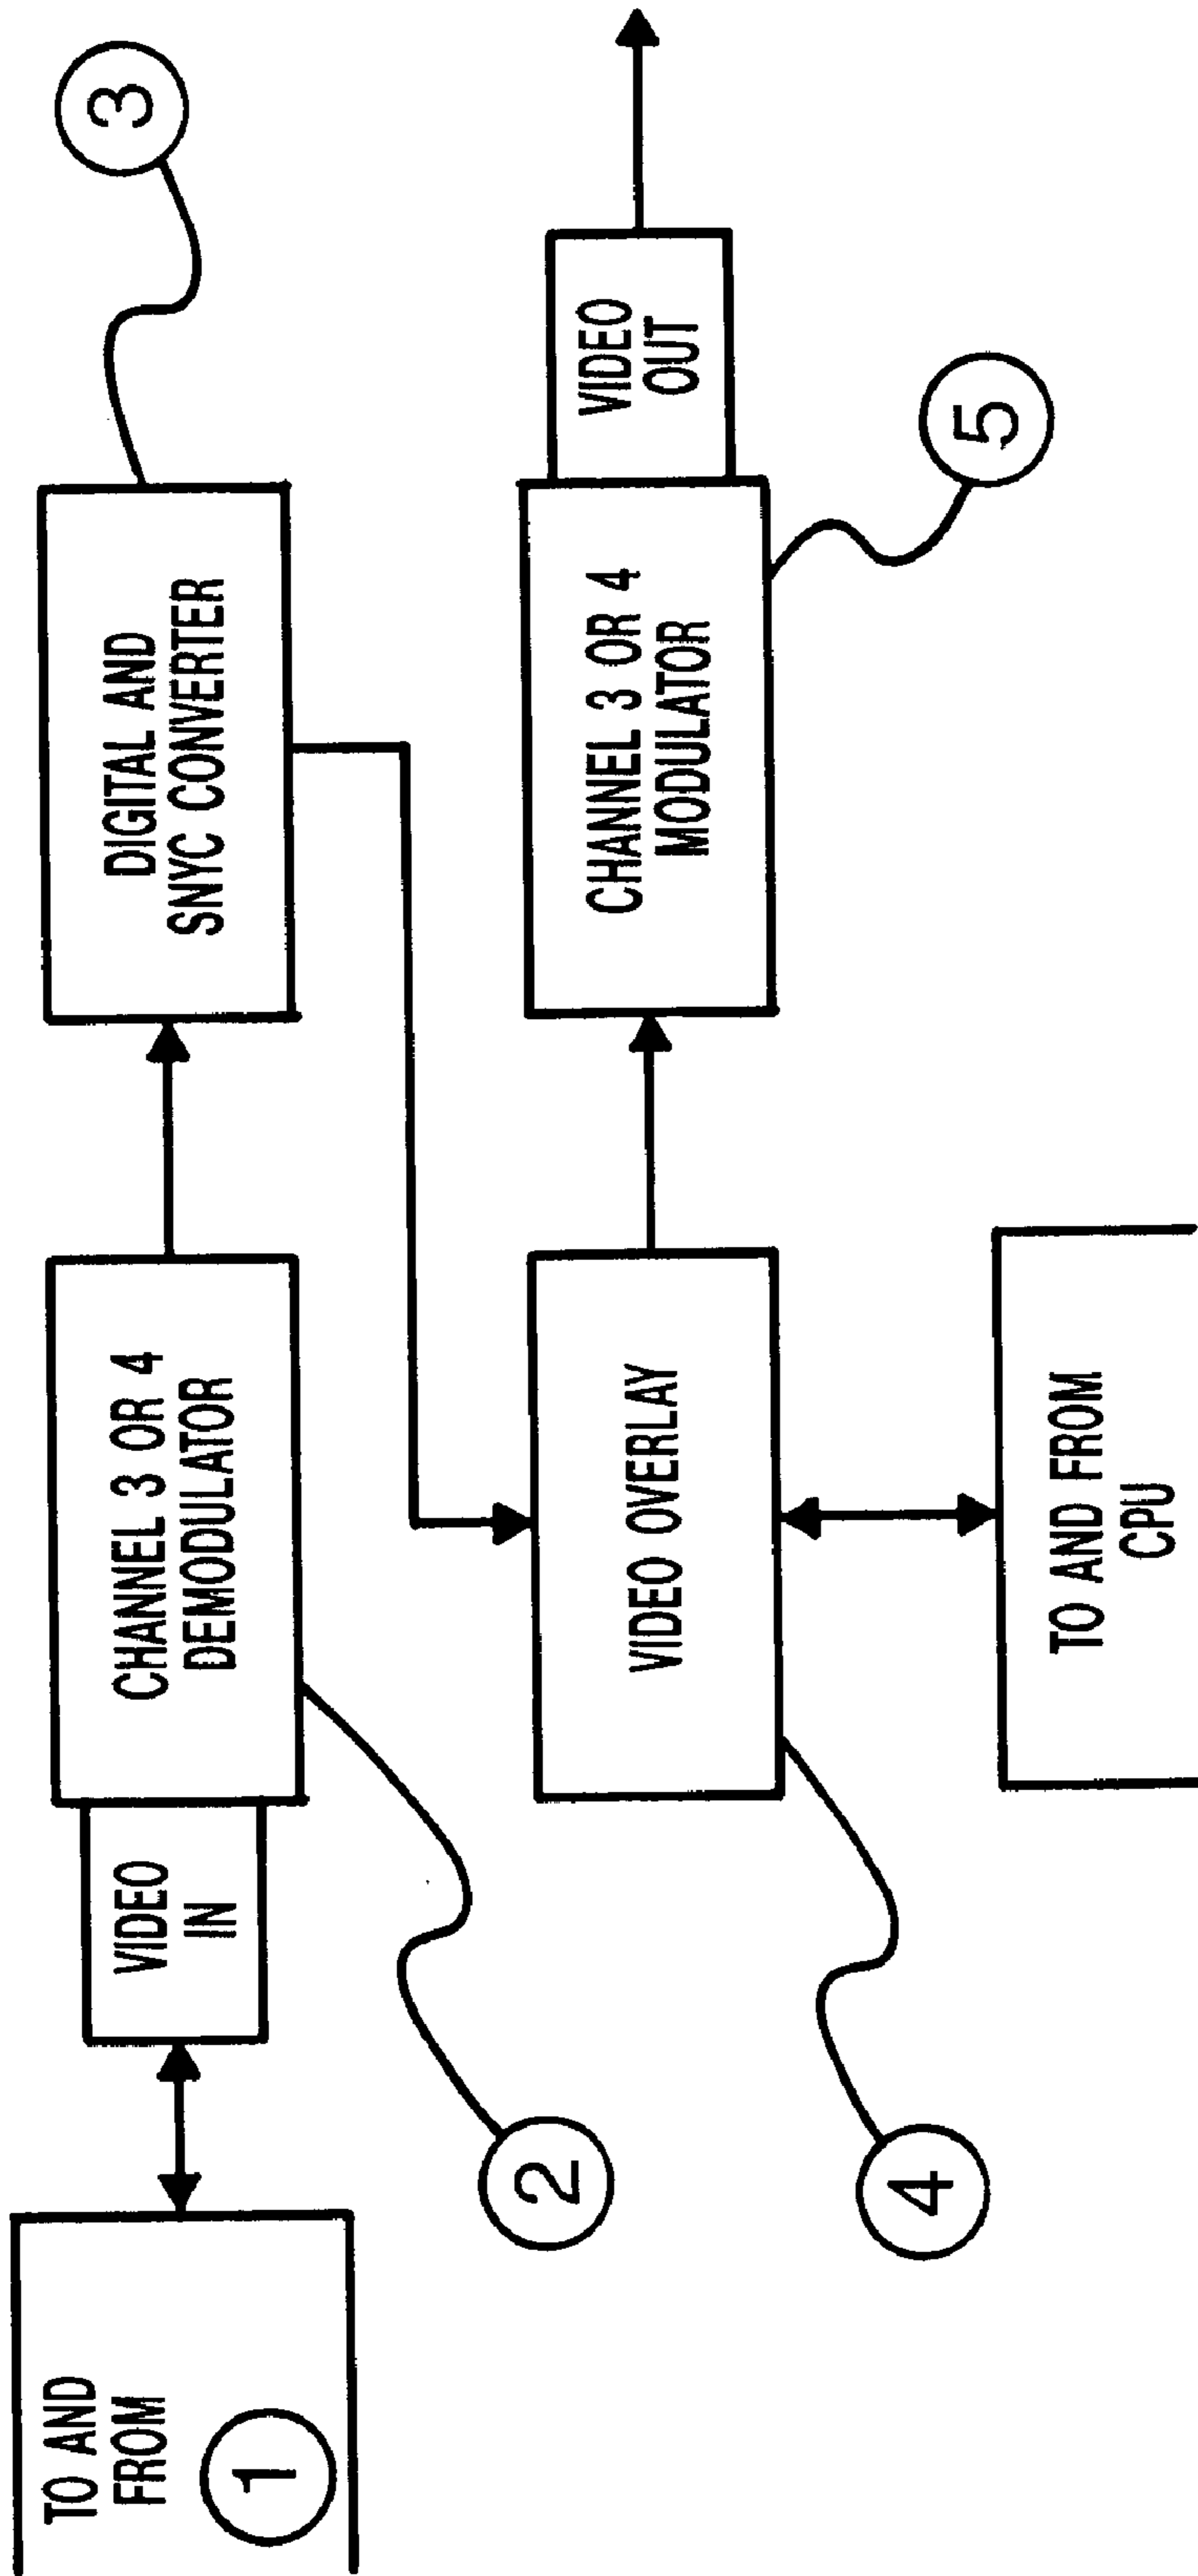 TO AND
FROM
1
VIDEO
IN
CHANNEL 3 OR 4
DEMODULATOR
2
DIGITAL AND
SNYC CONVERTER
3
VIDEO OVERLAY
4
CHANNEL 3 OR 4
MODULATOR
5
VIDEO
OUT
TO AND FROM
CPU